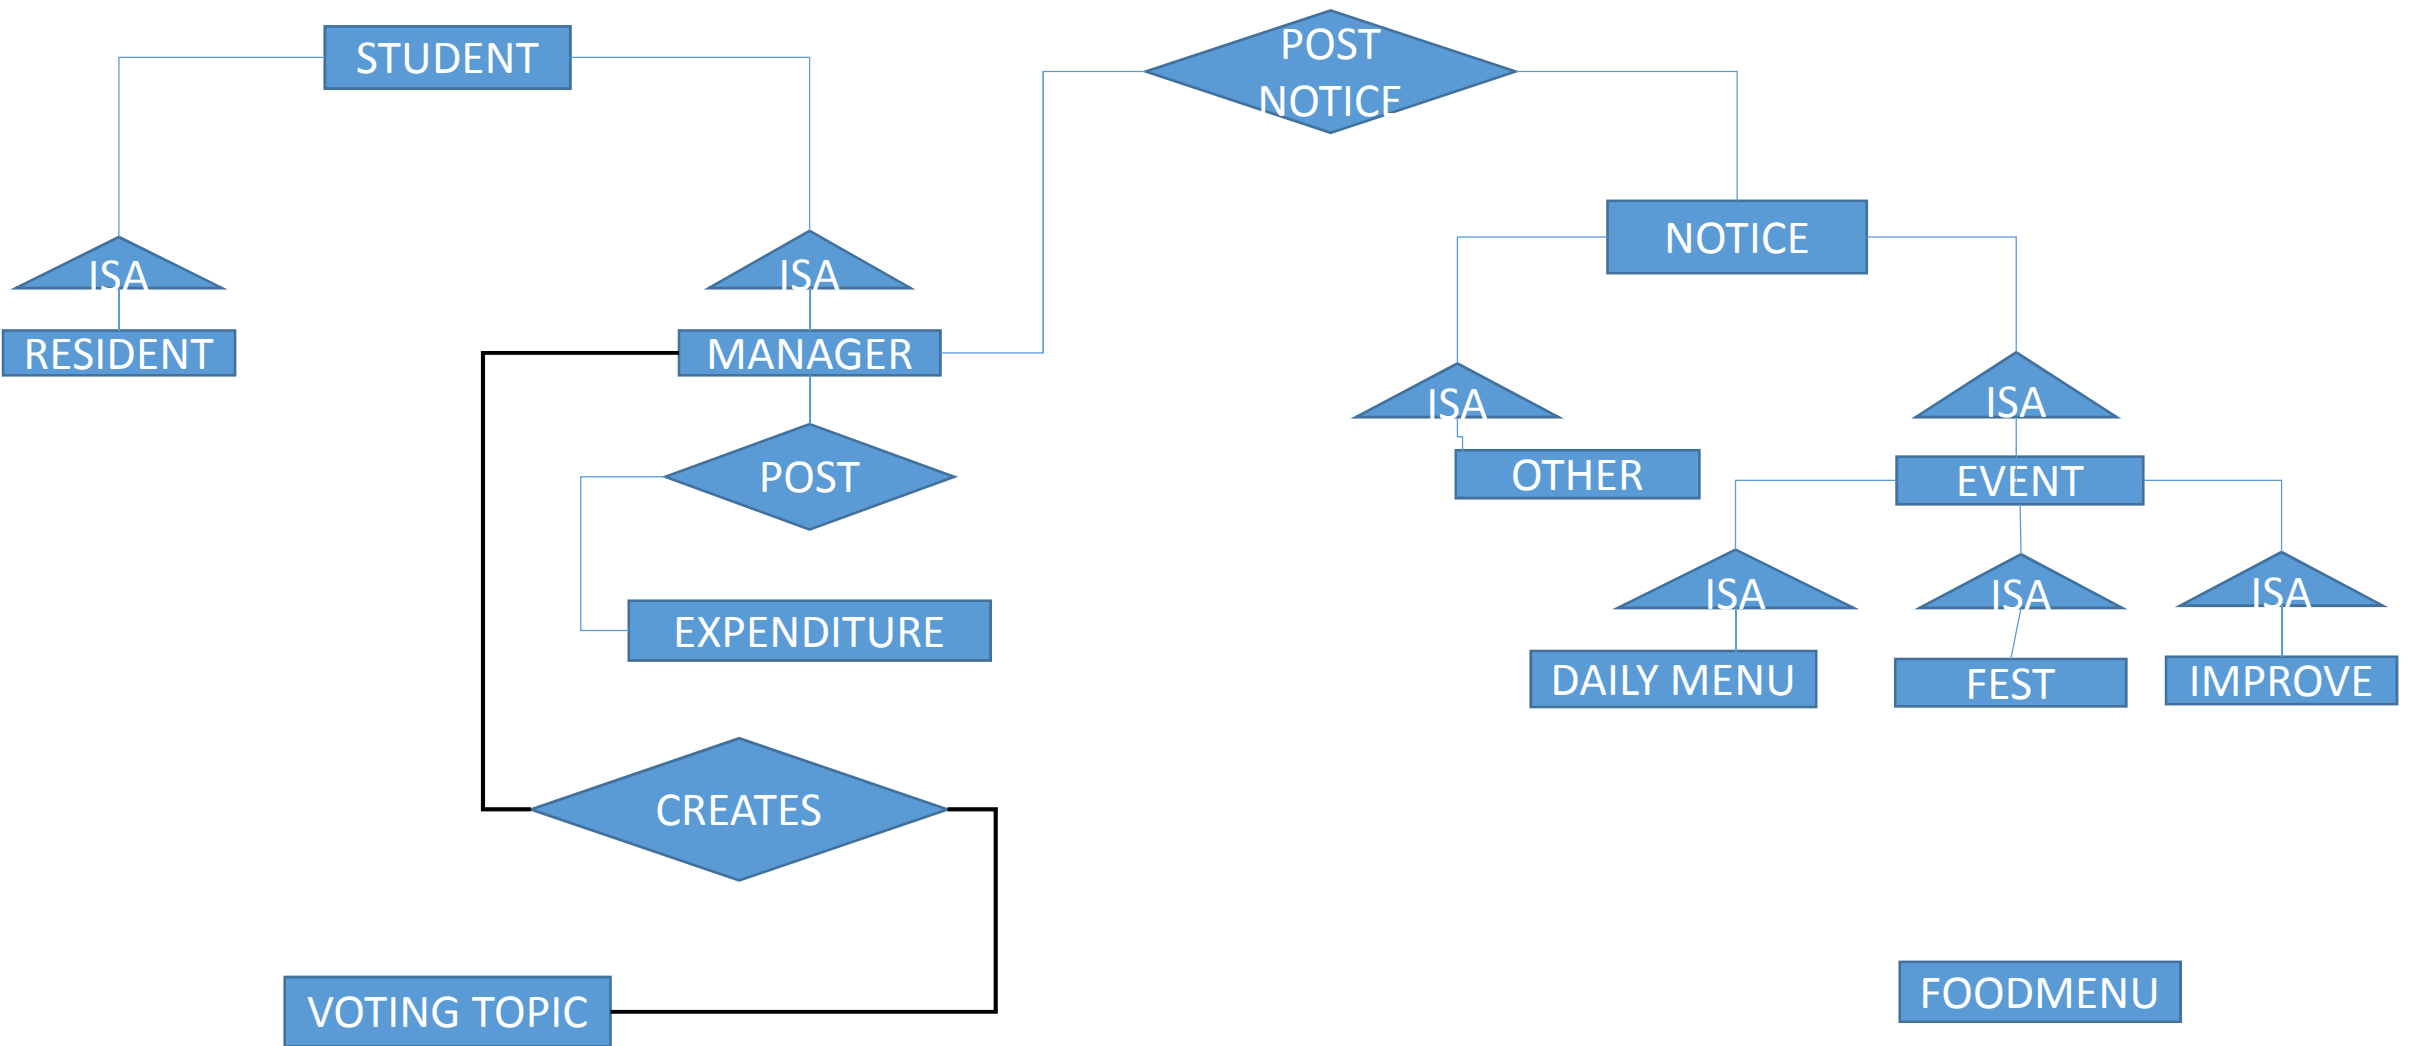 STUDENT
POST
NOTICE
NOTICE
ISA
ISA
RESIDENT
MANAGER
ISA
ISA
POST
OTHER
EVENT
ISA
ISA
ISA
EXPENDITURE
DAILY MENU
FEST
IMPROVE
CREATES
VOTING TOPIC
FOODMENU